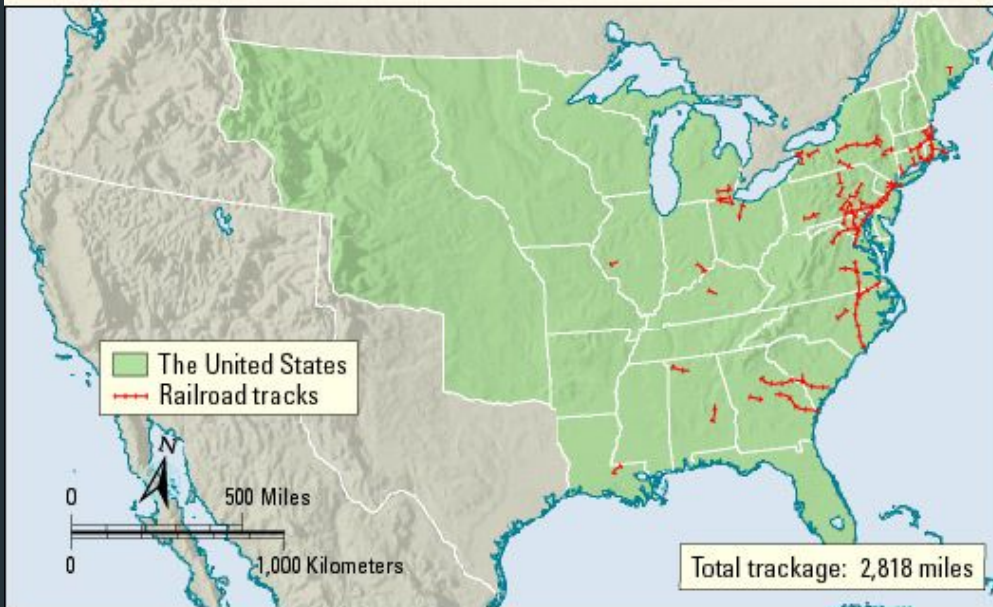 The United States
Railroad tracks
N
0 500 Miles
0 1,000 Kilometers
Total trackage: 2,818 miles